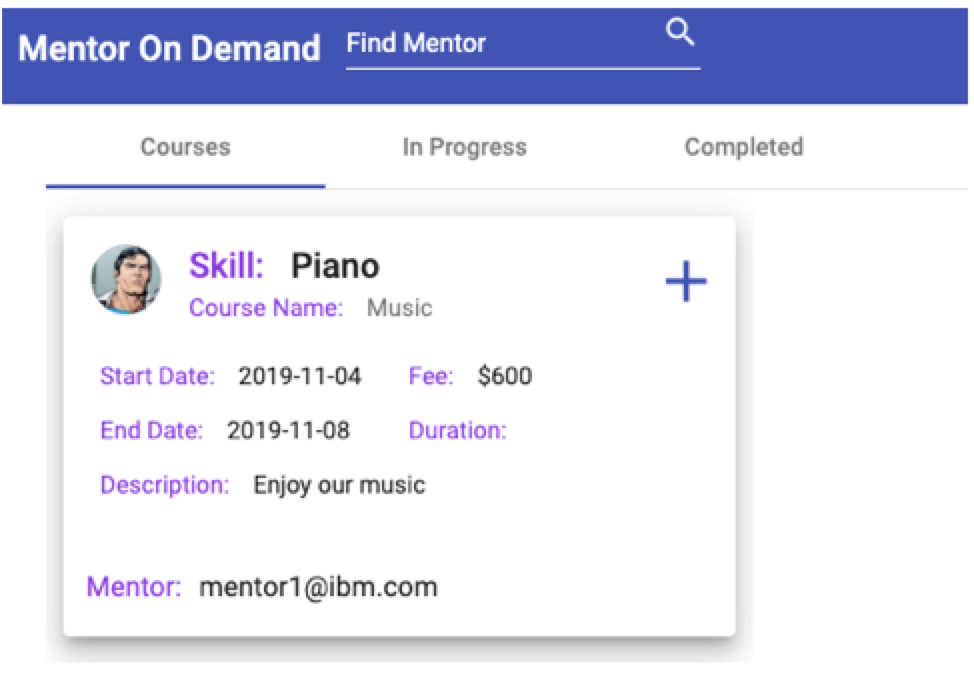 Mentor On Demand Find Mentor
Courses In Progress Completed
Skill: Piano
Course Name: Music
Start Date: 2019-11-04 Fee: $600
End Date: 2019-11-08 Duration:
Description: Enjoy our music
Mentor: mentor1@ibm.com